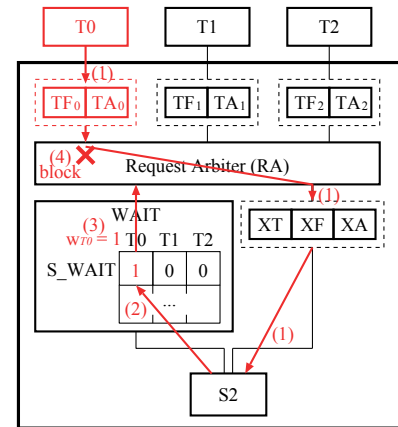 T0 T1 T2
(1)
TF₀ TA₀ TF₁ TA₁ TF₂ TA₂
(4)
block
Request Arbiter (RA)
(1)
WAIT
(3)
w_T0 = 1 T0 T1 T2
XT XF XA
S_WAIT 1 0 0
...
(2)
(1)
S2